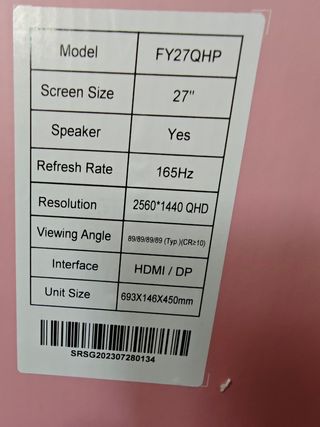 Model FY27QHP
Screen Size 27"
Speaker Yes
Refresh Rate 165Hz
Resolution 2560*1440 QHD
Viewing Angle 89/89/89/89 (Typ.)(CR≥10)
Interface HDMI / DP
Unit Size 693X146X450mm
SRSG202307280134